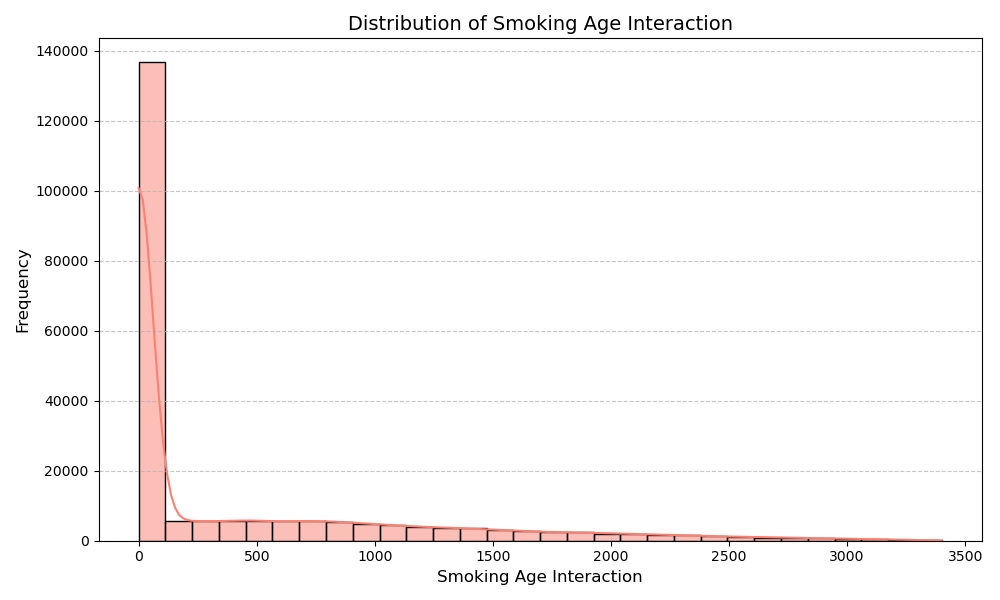 Distribution of Smoking Age Interaction
140000
120000
100000
80000
60000
40000
20000
0
Frequency
0 500 1000 1500 2000 2500 3000 3500
Smoking Age Interaction